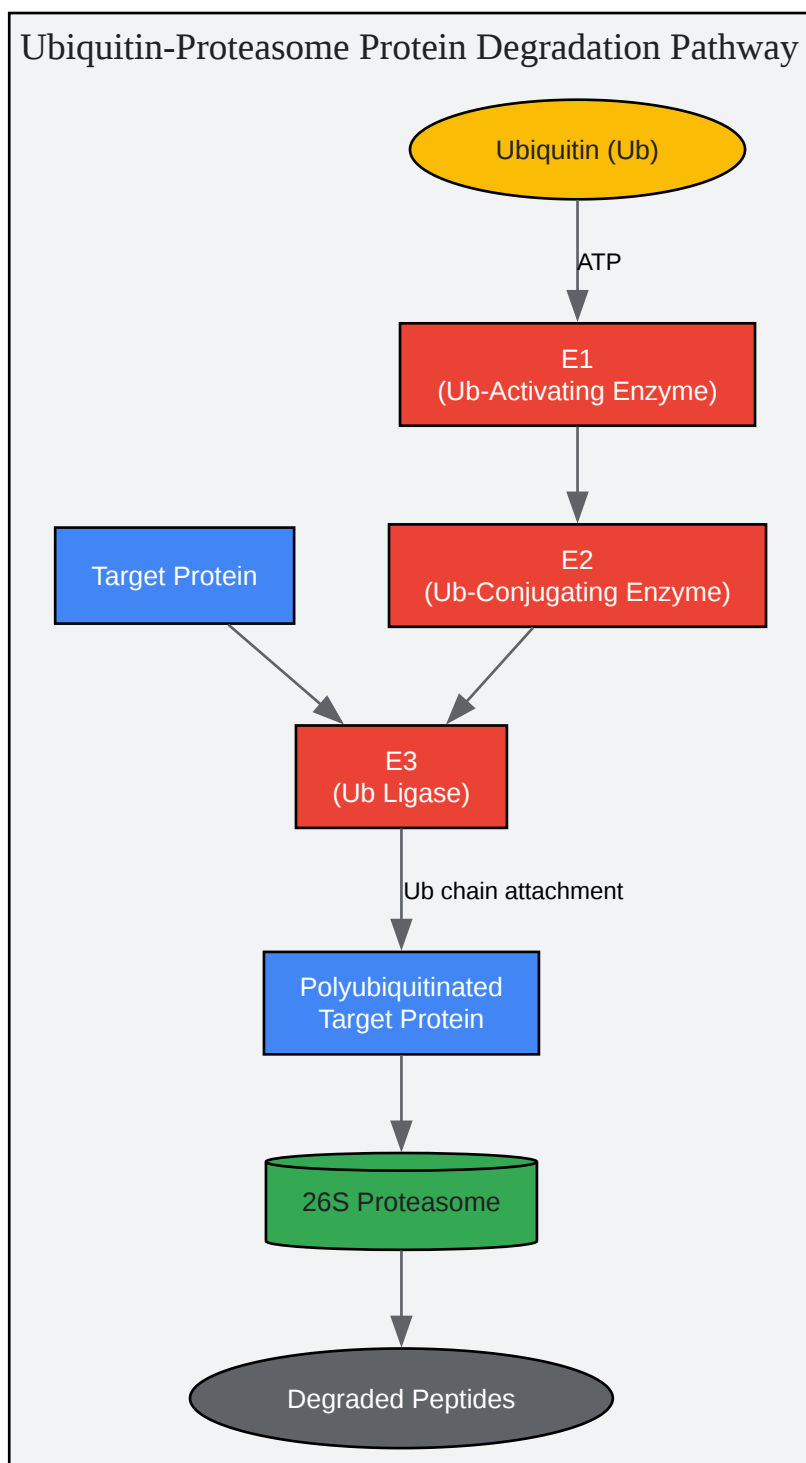 Ubiquitin-Proteasome Protein Degradation Pathway
Ubiquitin (Ub)
ATP
E1
(Ub-Activating Enzyme)
Target Protein
E2
(Ub-Conjugating Enzyme)
E3
(Ub Ligase)
Ub chain attachment
Polyubiquitinated
Target Protein
26S Proteasome
Degraded Peptides